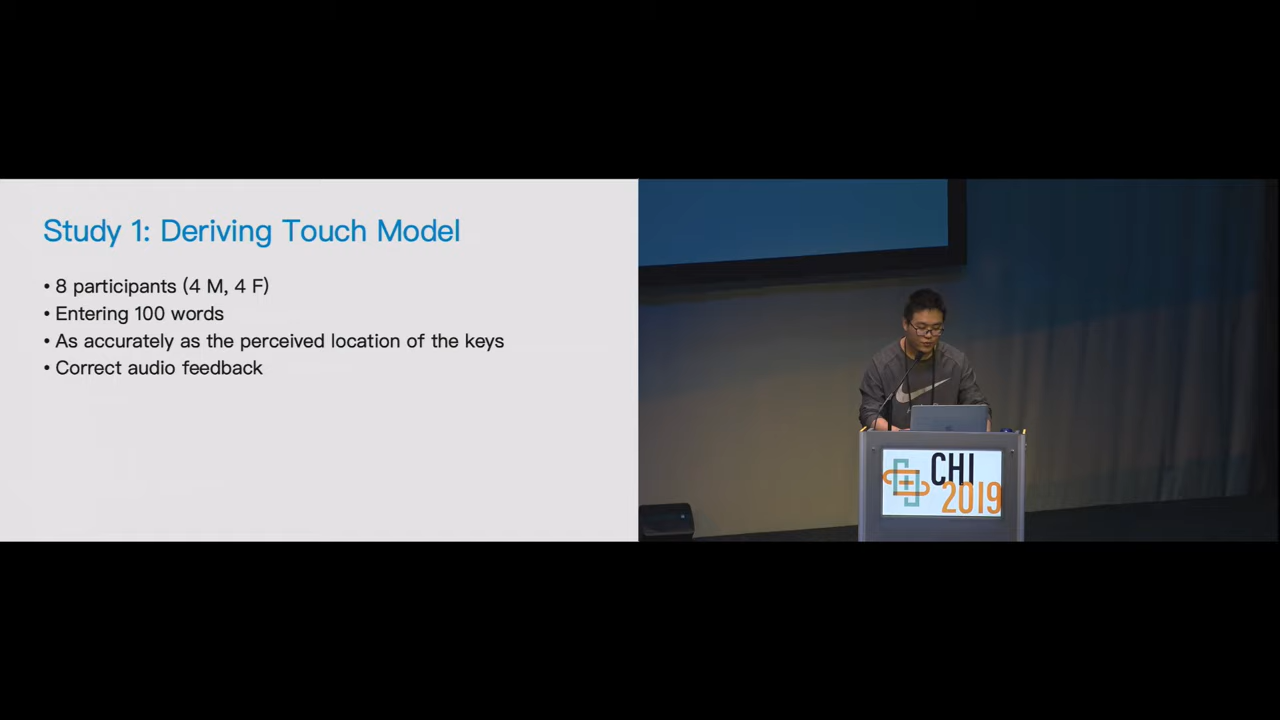 Study 1: Deriving Touch Model
• 8 participants (4 M, 4 F)
• Entering 100 words
• As accurately as the perceived location of the keys
• Correct audio feedback
CHI
2019